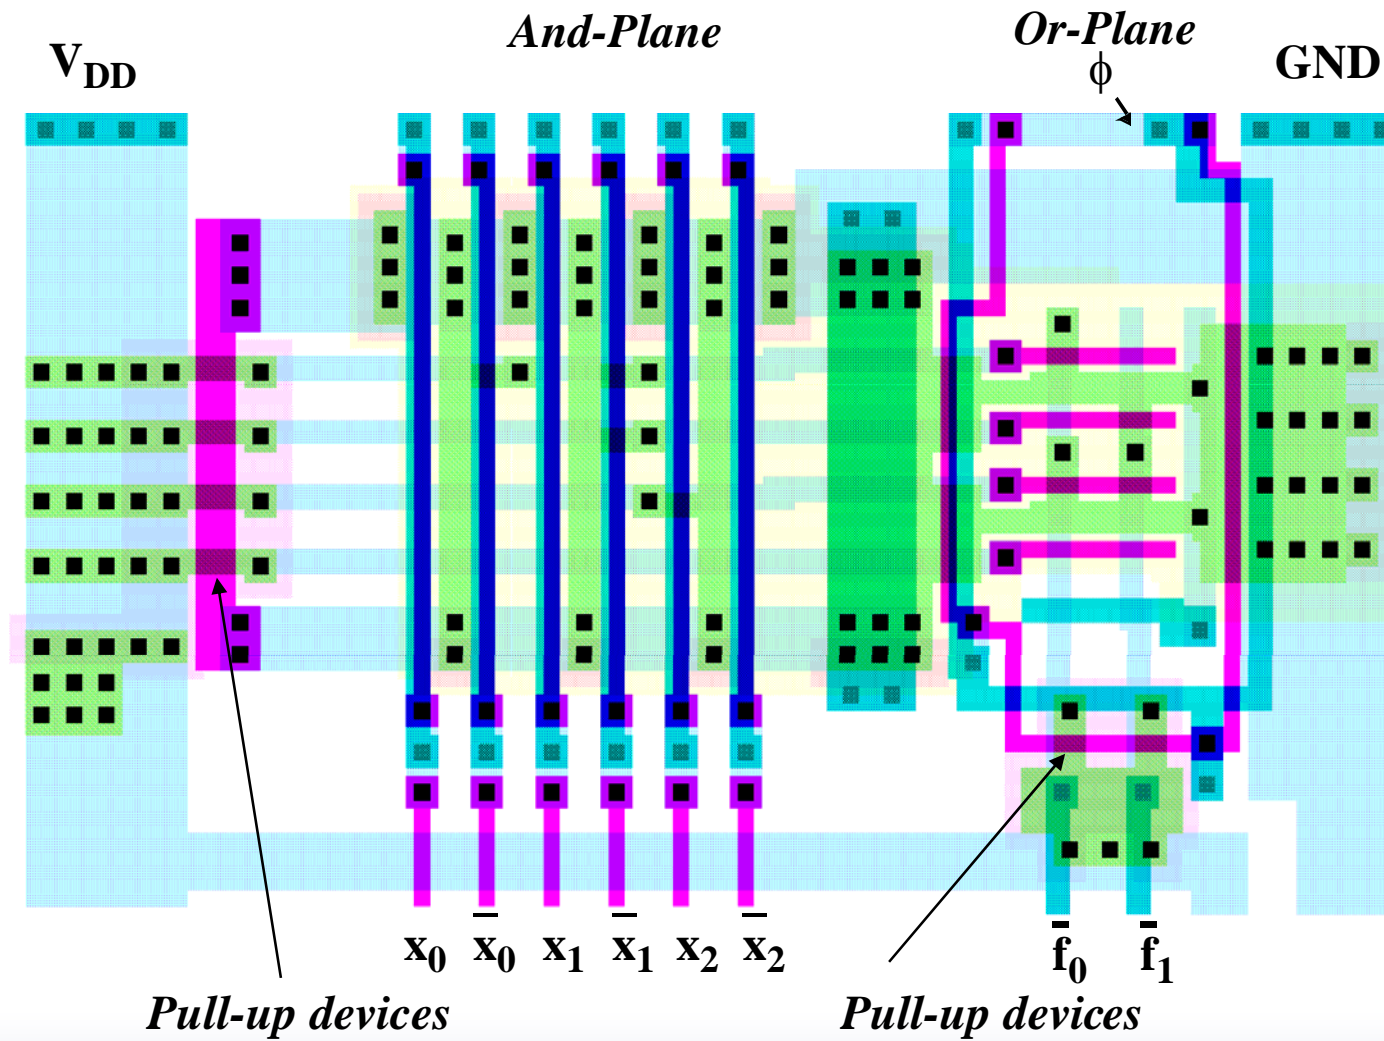 And-Plane
Or-Plane
V_DD
ϕ
GND
x₀ x̅₀ x₁ x̅₁ x₂ x̅₂
f̅₀ f̅₁
Pull-up devices
Pull-up devices